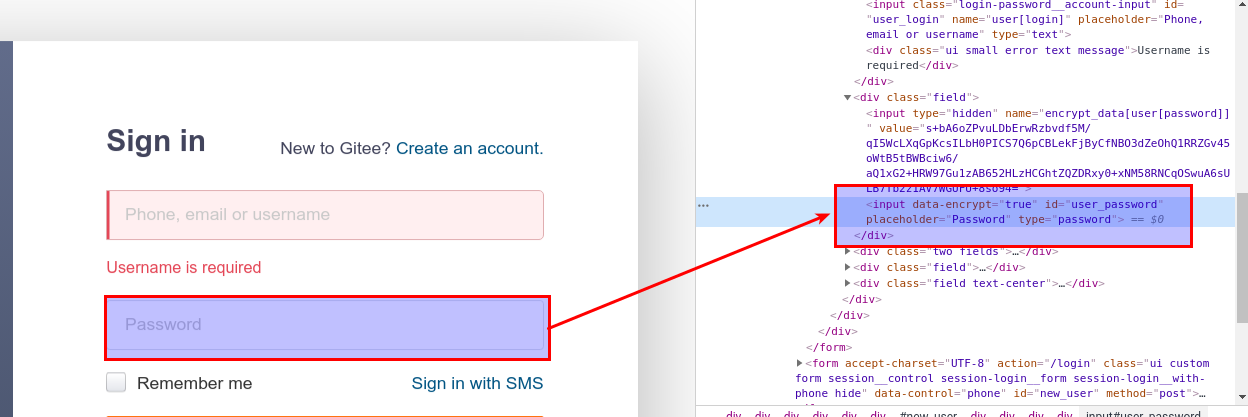 Sign in
New to Gitee? Create an account.
Phone, email or username
Username is required
Password
Remember me
Sign in with SMS
<input class="login-password__account-input" id=
"user_login" name="user[login]" placeholder="Phone,
email or username" type="text">
<div class="ui small error text message">Username is
required</div>
</div>
<div class="field">
<input type="hidden" name="encrypt_data[user[password]]
" value="s+bA6oZPvuLDbErwRzbvdf5M/
qI5WcLXqGpKcsILbH0PICS7Q6pCBLekFjByCfNBO3dZeOhQ1RRZGv45
oWtB5tBWBciw6/
aQ1xG2+HRW97Gu1zAB652HLzHCGhtZQZDRxy0+xNM58RNCqOSwuA6sU
<input data-encrypt="true" id="user_password"
placeholder="Password" type="password"> == $0
</div>
<div class="two fields">…</div>
<div class="field">…</div>
<div class="field text-center">…</div>
</div>
</div>
</div>
</form>
<form accept-charset="UTF-8" action="/login" class="ui custom
form session__control session-login__form session-login__with-
phone hide" data-control="phone" id="new_user" method="post">…
div div div div div div #new_user div div div div input#user_password